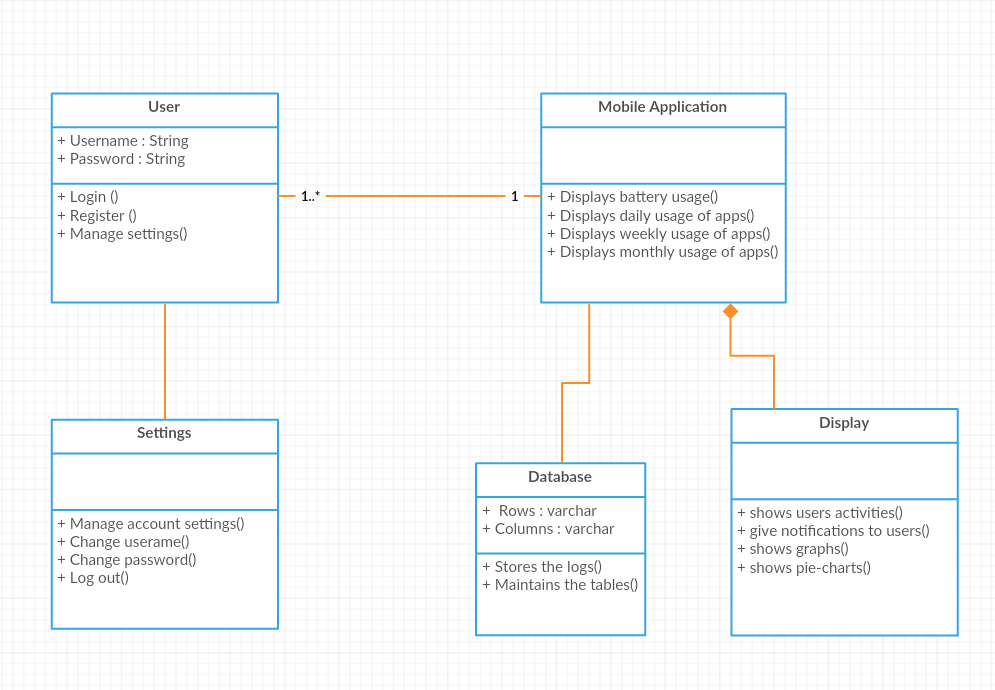 User
+ Username : String
+ Password : String
+ Login ()
+ Register ()
+ Manage settings()
1..*
1
Mobile Application
+ Displays battery usage()
+ Displays daily usage of apps()
+ Displays weekly usage of apps()
+ Displays monthly usage of apps()
Settings
+ Manage account settings()
+ Change userame()
+ Change password()
+ Log out()
Database
+ Rows : varchar
+ Columns : varchar
+ Stores the logs()
+ Maintains the tables()
Display
+ shows users activities()
+ give notifications to users()
+ shows graphs()
+ shows pie-charts()